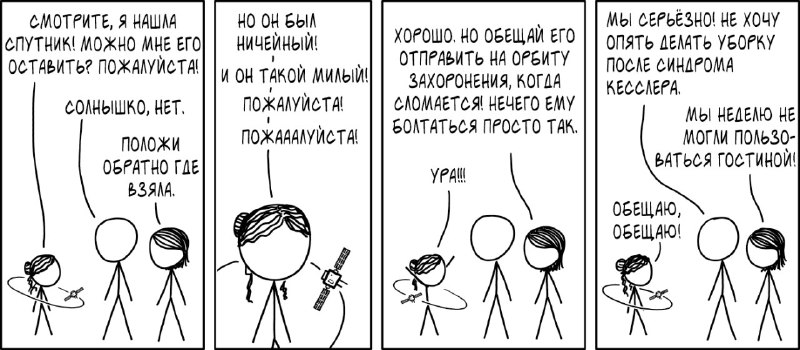 СМОТРИТЕ, Я НАШЛА
СПУТНИК! МОЖНО МНЕ ЕГО
ОСТАВИТЬ? ПОЖАЛУЙСТА!
СОЛНЫШКО, НЕТ.
ПОЛОЖИ
ОБРАТНО ГДЕ
ВЗЯЛА.
НО ОН БЫЛ
НИЧЕЙНЫЙ!
И ОН ТАКОЙ МИЛЫЙ!
ПОЖАЛУЙСТА!
ПОЖАААЛУЙСТА!
ХОРОШО. НО ОБЕЩАЙ ЕГО
ОТПРАВИТЬ НА ОРБИТУ
ЗАХОРОНЕНИЯ, КОГДА
СЛОМАЕТСЯ! НЕЧЕГО ЕМУ
БОЛТАТЬСЯ ПРОСТО ТАК.
УРА!!!
МЫ СЕРЬЁЗНО! НЕ ХОЧУ
ОПЯТЬ ДЕЛАТЬ УБОРКУ
ПОСЛЕ СИНДРОМА
КЕССЛЕРА.
МЫ НЕДЕЛЮ НЕ
МОГЛИ ПОЛЬЗО-
ВАТЬСЯ ГОСТИНОЙ!
ОБЕЩАЮ,
ОБЕЩАЮ!